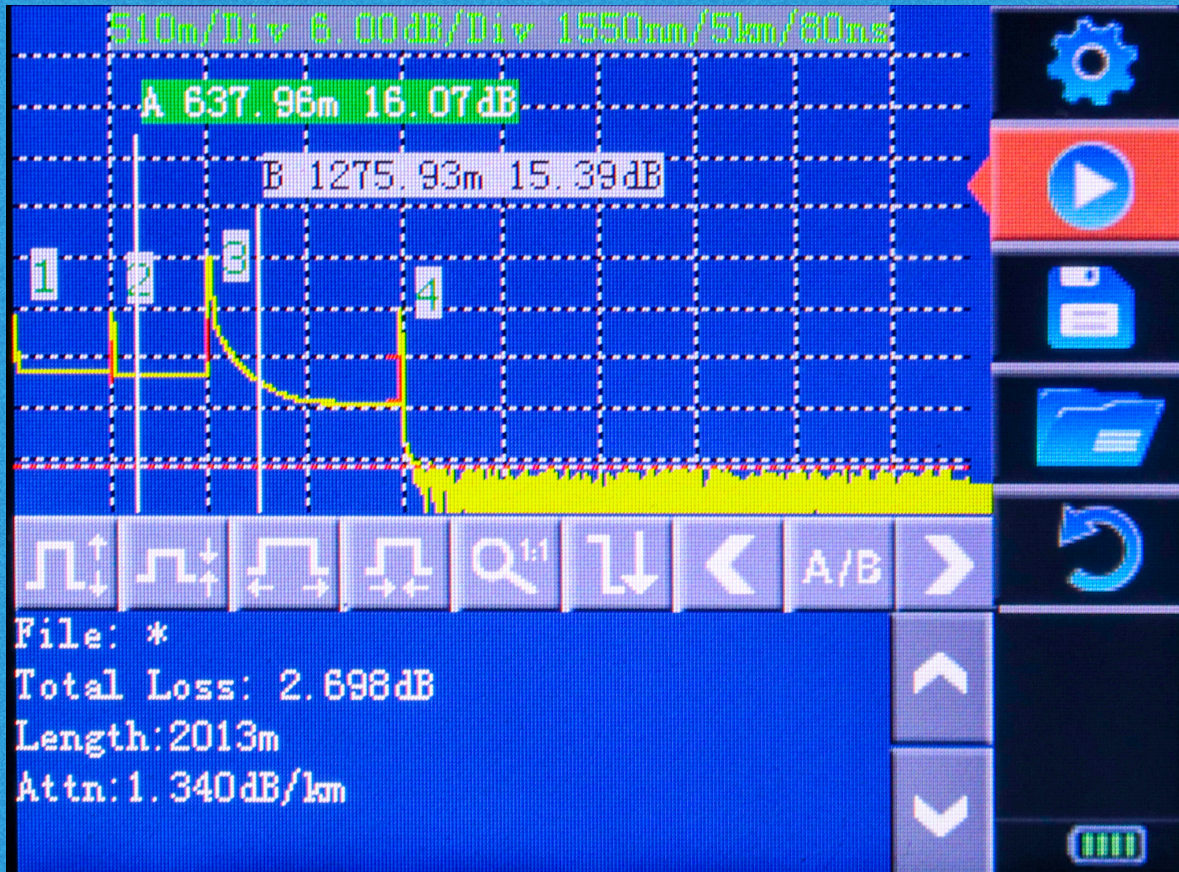 510m/Div 6.00dB/Div 1550nm/5km/80ns
A 637.96m 16.07dB
B 1275.93m 15.39dB
1
2
3
4
1:1
A/B
File: *
Total Loss: 2.698dB
Length:2013m
Attn:1.340dB/km